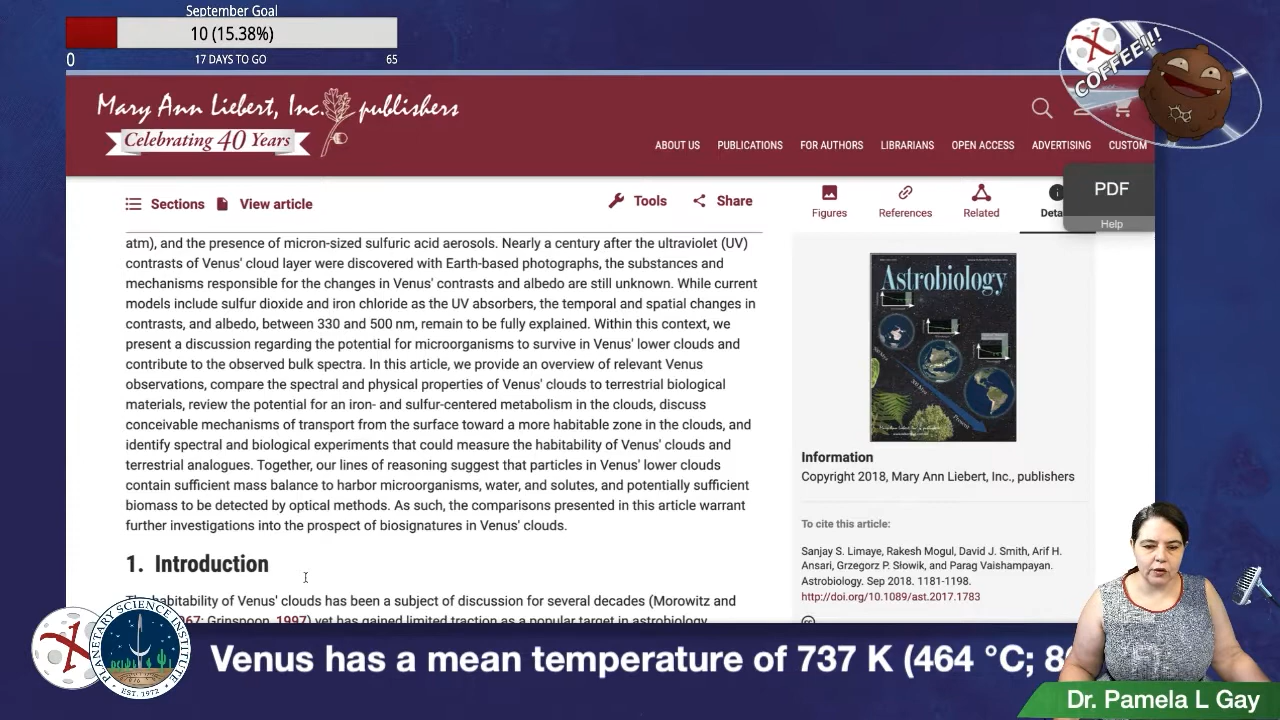 September Goal
10 (15.38%)
0
17 DAYS TO GO
65
COFFEE!!!
Mary Ann Liebert, Inc. publishers
Celebrating 40 Years
ABOUT US
PUBLICATIONS
FOR AUTHORS
LIBRARIANS
OPEN ACCESS
ADVERTISING
CUSTOM
PDF
Help
Sections
View article
Tools
Share
Figures
References
Related
atm), and the presence of micron-sized sulfuric acid aerosols. Nearly a century after the ultraviolet (UV)
contrasts of Venus' cloud layer were discovered with Earth-based photographs, the substances and
mechanisms responsible for the changes in Venus' contrasts and albedo are still unknown. While current
models include sulfur dioxide and iron chloride as the UV absorbers, the temporal and spatial changes in
contrasts, and albedo, between 330 and 500 nm, remain to be fully explained. Within this context, we
present a discussion regarding the potential for microorganisms to survive in Venus' lower clouds and
contribute to the observed bulk spectra. In this article, we provide an overview of relevant Venus
observations, compare the spectral and physical properties of Venus' clouds to terrestrial biological
materials, review the potential for an iron- and sulfur-centered metabolism in the clouds, discuss
conceivable mechanisms of transport from the surface toward a more habitable zone in the clouds, and
identify spectral and biological experiments that could measure the habitability of Venus' clouds and
terrestrial analogues. Together, our lines of reasoning suggest that particles in Venus' lower clouds
contain sufficient mass balance to harbor microorganisms, water, and solutes, and potentially sufficient
biomass to be detected by optical methods. As such, the comparisons presented in this article warrant
further investigations into the prospect of biosignatures in Venus' clouds.
1. Introduction
habitability of Venus' clouds has been a subject of discussion for several decades (Morowitz and
Grinspoon, 1997) yet has gained limited traction as a popular target in astrobiology
Astrobiology
Information
Copyright 2018, Mary Ann Liebert, Inc., publishers
To cite this article:
Sanjay S. Limaye, Rakesh Mogul, David J. Smith, Arif H.
Ansari, Grzegorz P. Słowik, and Parag Vaishampayan.
Astrobiology. Sep 2018. 1181-1198.
http://doi.org/10.1089/ast.2017.1783
PLANETARY SCIENCE INSTITUTE
EST. 1972
Venus has a mean temperature of 737 K (464 °C;
Dr. Pamela L Gay